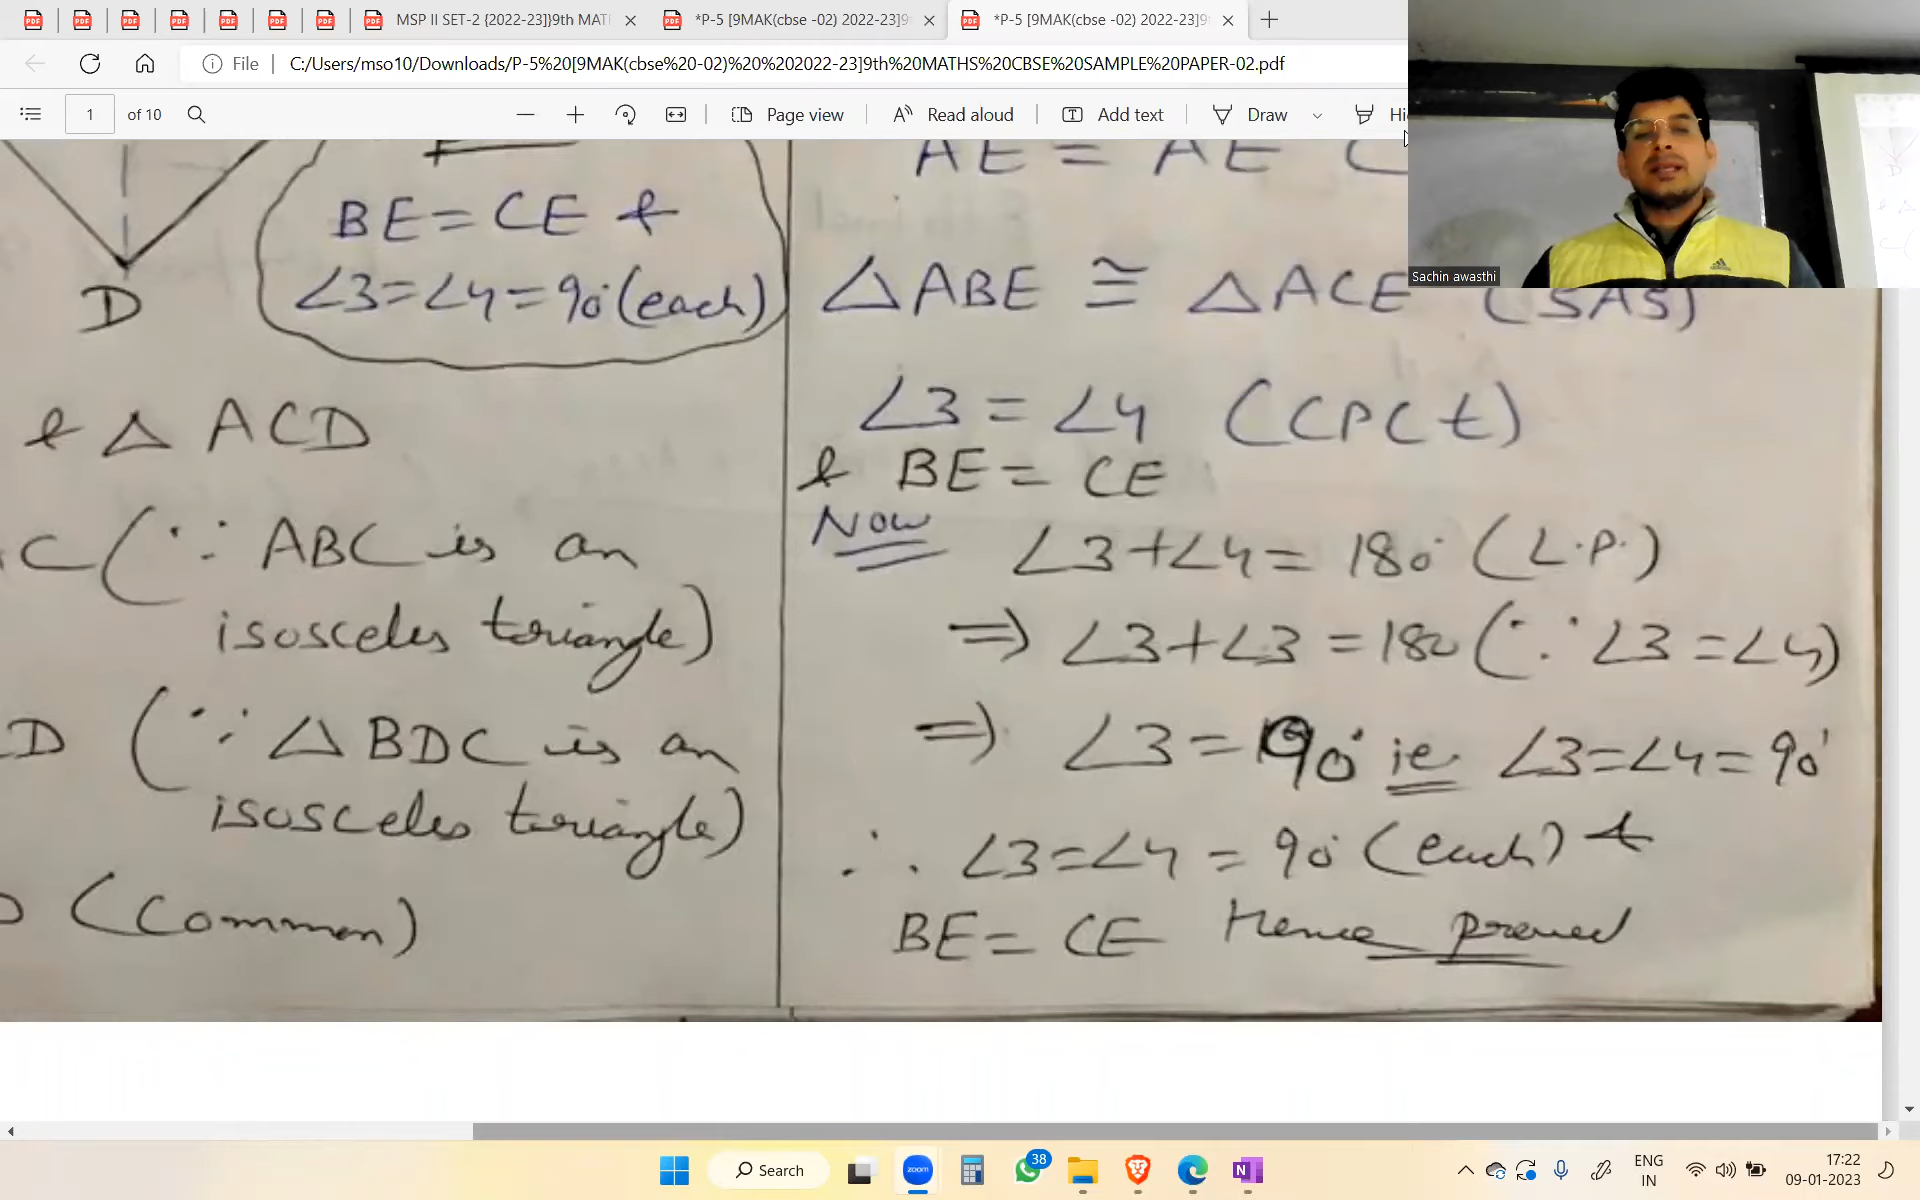 MSP II SET-2 {2022-23]}9th MAT
*P-5 [9MAK(cbse -02) 2022-23]9
*P-5 [9MAK(cbse -02) 2022-23]9
File
C:/Users/mso10/Downloads/P-5%20[9MAK(cbse%20-02)%20%202022-23]9th%20MATHS%20CBSE%20SAMPLE%20PAPER-02.pdf
1 of 10
Page view
Read aloud
Add text
Draw
Sachin awasthi
BE = CE &
∠3=∠4=90°(each)
D
& △ ACD
C (∵ ABC is an
isosceles triangle)
D (∵ △ BDC is an
isosceles triangle)
(Common)
AE = AE (
△ABE ≅ △ACE (SAS)
∠3 = ∠4 (CPCt)
& BE = CE
Now ∠3+∠4= 180° (L.P.)
⇒ ∠3+∠3 = 180 (∵ ∠3 =∠4)
⇒ ∠3 = 90° ie ∠3=∠4=90°
∴ ∠3=∠4 = 90° (each) &
BE = CE Hence proved
Search
zoom
38
N
ENG
IN
17:22
09-01-2023